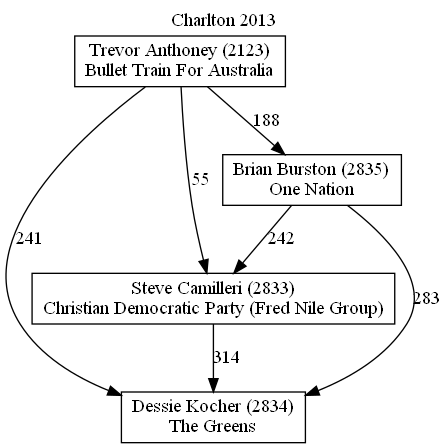 Charlton 2013
Trevor Anthoney (2123)
Bullet Train For Australia
188
Brian Burston (2835)
One Nation
55
241
242
283
Steve Camilleri (2833)
Christian Democratic Party (Fred Nile Group)
314
Dessie Kocher (2834)
The Greens